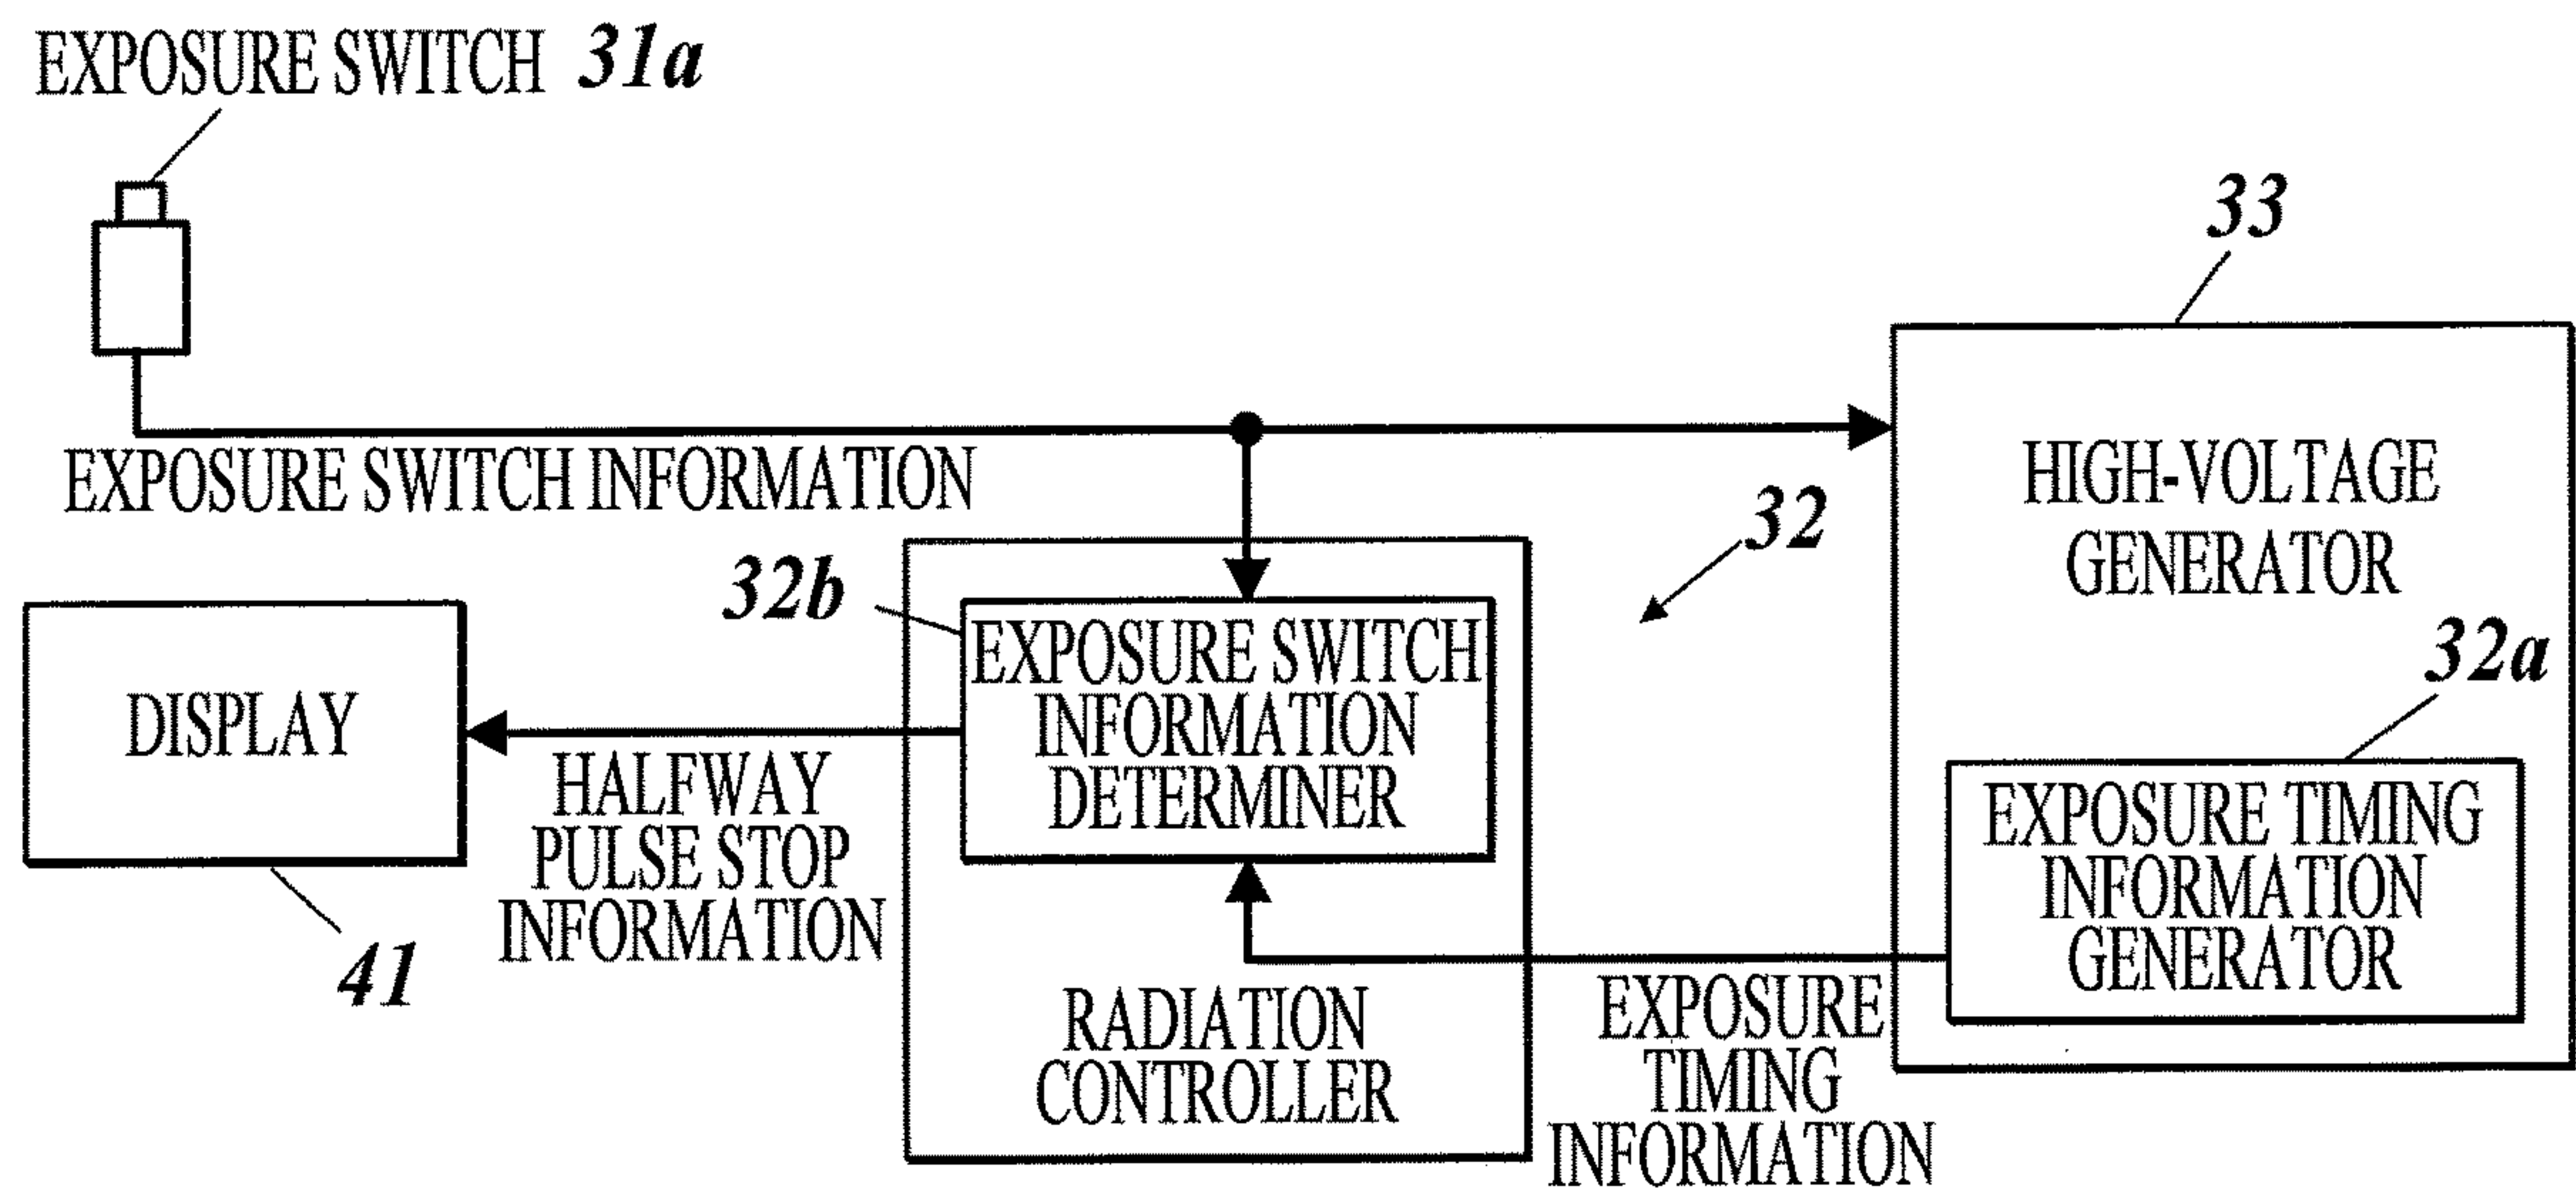 EXPOSURE SWITCH 31a
33
EXPOSURE SWITCH INFORMATION
HIGH-VOLTAGE
GENERATOR
32
32b
EXPOSURE SWITCH
INFORMATION
DETERMINER
32a
DISPLAY
41
HALFWAY
PULSE STOP
INFORMATION
EXPOSURE TIMING
INFORMATION
GENERATOR
RADIATION
CONTROLLER
EXPOSURE
TIMING
INFORMATION